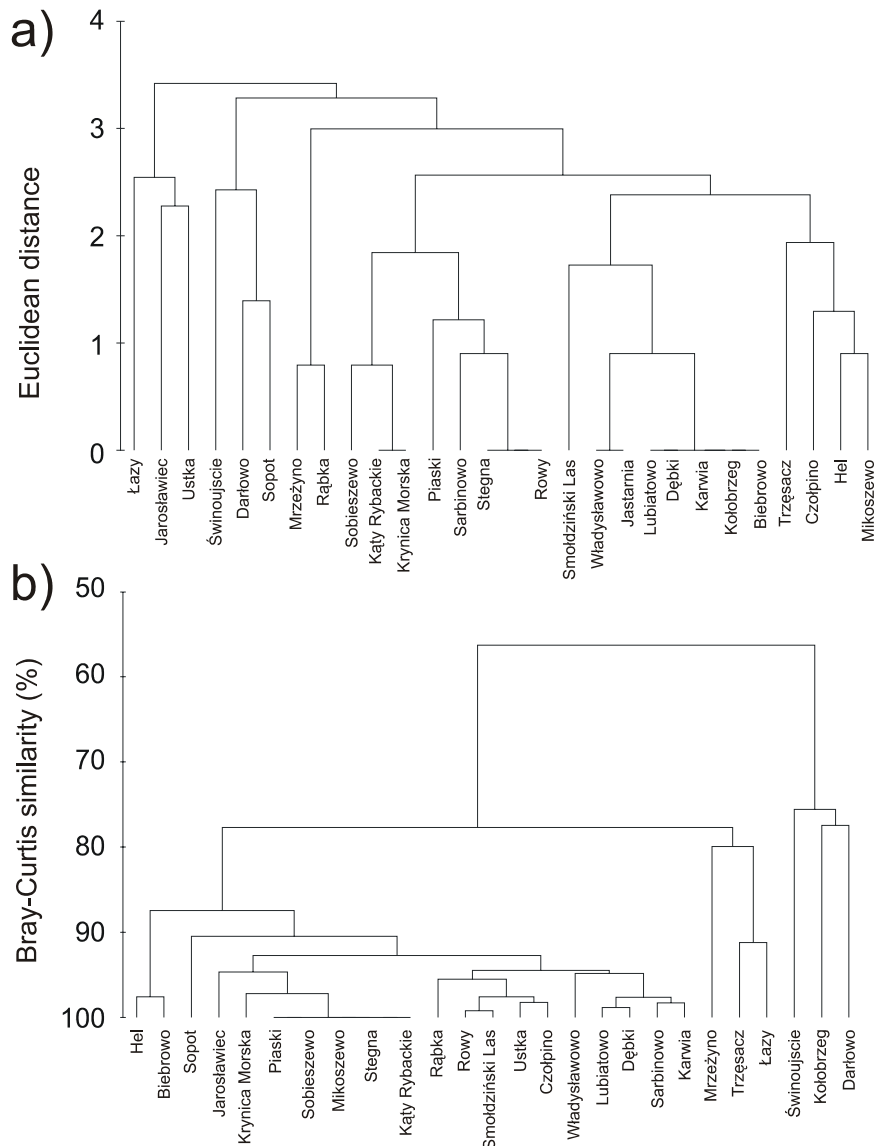 a)
4
3
2
1
0
Euclidean distance
Łazy
Jarosławiec
Ustka
Świnoujscie
Darłowo
Sopot
Mrzeżyno
Rąbka
Sobieszewo
Kąty Rybackie
Krynica Morska
Piaski
Sarbinowo
Stegna
Rowy
Smołdziński Las
Władysławowo
Jastarnia
Lubiatowo
Dębki
Karwia
Kołobrzeg
Biebrowo
Trzęsacz
Czołpino
Hel
Mikoszewo
b)
50
60
70
80
90
100
Bray-Curtis similarity (%)
Hel
Biebrowo
Sopot
Jarosławiec
Krynica Morska
Piaski
Sobieszewo
Mikoszewo
Stegna
Kąty Rybackie
Rąbka
Rowy
Smołdziński Las
Ustka
Czołpino
Władysławowo
Lubiatowo
Dębki
Sarbinowo
Karwia
Mrzeżyno
Trzęsacz
Łazy
Świnoujscie
Kołobrzeg
Darłowo